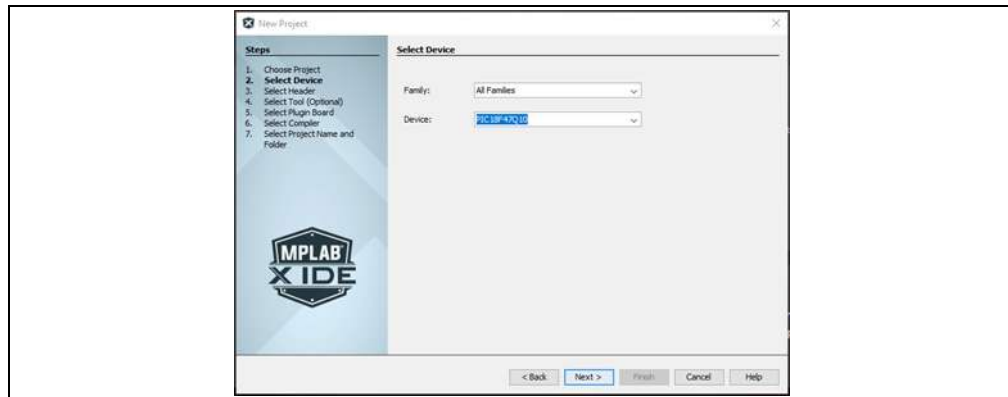 New Project
Steps
1. Choose Project
2. Select Device
3. Select Header
4. Select Tool (Optional)
5. Select Plugin Board
6. Select Compiler
7. Select Project Name and
Folder
MPLAB
X IDE
Select Device
Family: All Families
Device: PIC18F47Q10
< Back Next > Finish Cancel Help